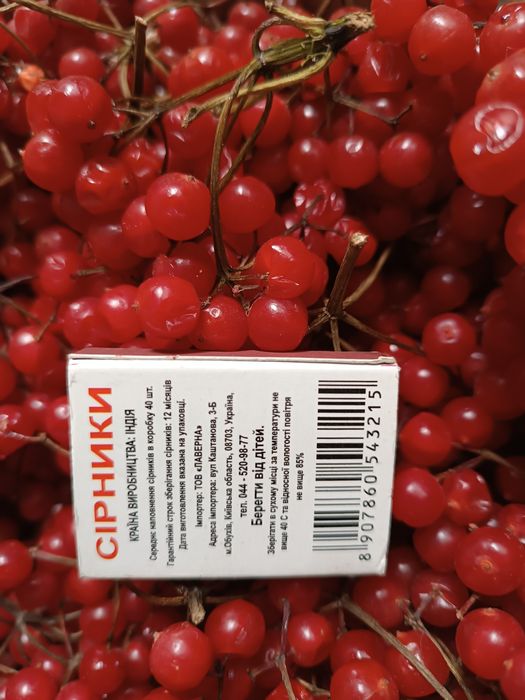 СІРНИКИ
КРАЇНА ВИРОБНИЦТВА: ІНДІЯ
Середнє наповнення сірників в коробку 40 шт.
Гарантійний строк зберігання сірників: 12 місяців
Дата виготовлення вказана на упаковці.
Імпортер: ТОВ «ЛАВЕРНА»
Адреса імпортера: вул Каштанова, 3-Б
м.Обухів, Київська область, 08703, Україна,
тел. 044 - 520-98-77
Берегти від дітей.
Зберігати в сухому місці за температури не
вище 40 С та відносної вологості повітря
не вище 85%
8 907860 543215